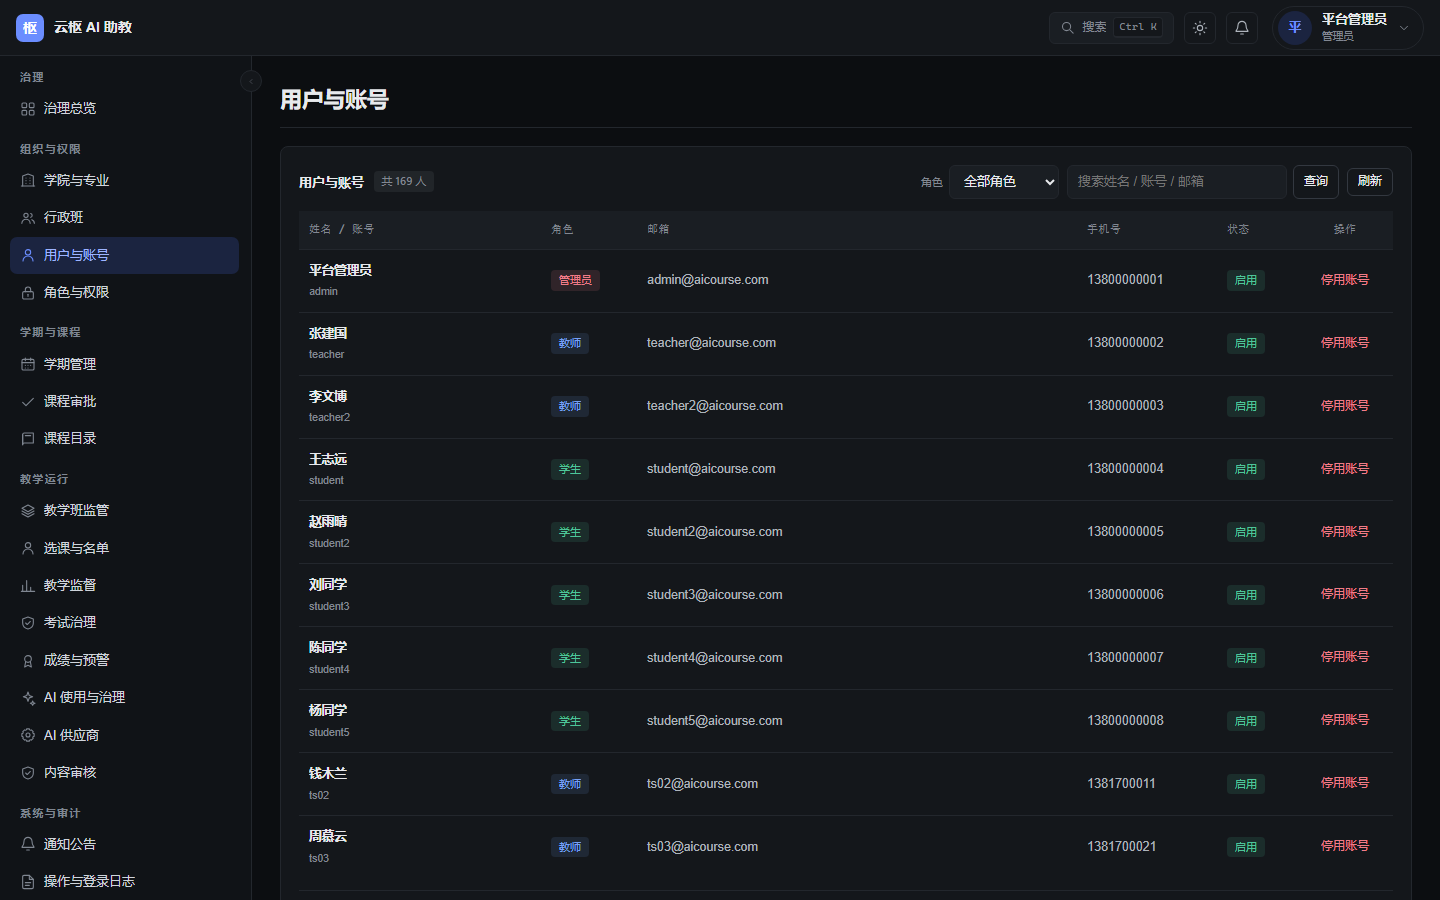 枢 云枢 AI 助教
搜索 Ctrl K
平 平台管理员
管理员
治理
治理总览
组织与权限
学院与专业
行政班
用户与账号
角色与权限
学期与课程
学期管理
课程审批
课程目录
教学运行
教学班监管
选课与名单
教学监督
考试治理
成绩与预警
AI 使用与治理
AI 供应商
内容审核
系统与审计
通知公告
操作与登录日志
用户与账号
用户与账号 共 169 人 角色 全部角色 搜索姓名 / 账号 / 邮箱 查询 刷新
姓名 / 账号 角色 邮箱 手机号 状态 操作
平台管理员
admin 管理员 admin@aicourse.com 13800000001 启用 停用账号
张建国
teacher 教师 teacher@aicourse.com 13800000002 启用 停用账号
李文博
teacher2 教师 teacher2@aicourse.com 13800000003 启用 停用账号
王志远
student 学生 student@aicourse.com 13800000004 启用 停用账号
赵雨晴
student2 学生 student2@aicourse.com 13800000005 启用 停用账号
刘同学
student3 学生 student3@aicourse.com 13800000006 启用 停用账号
陈同学
student4 学生 student4@aicourse.com 13800000007 启用 停用账号
杨同学
student5 学生 student5@aicourse.com 13800000008 启用 停用账号
钱木兰
ts02 教师 ts02@aicourse.com 1381700011 启用 停用账号
周慕云
ts03 教师 ts03@aicourse.com 1381700021 启用 停用账号